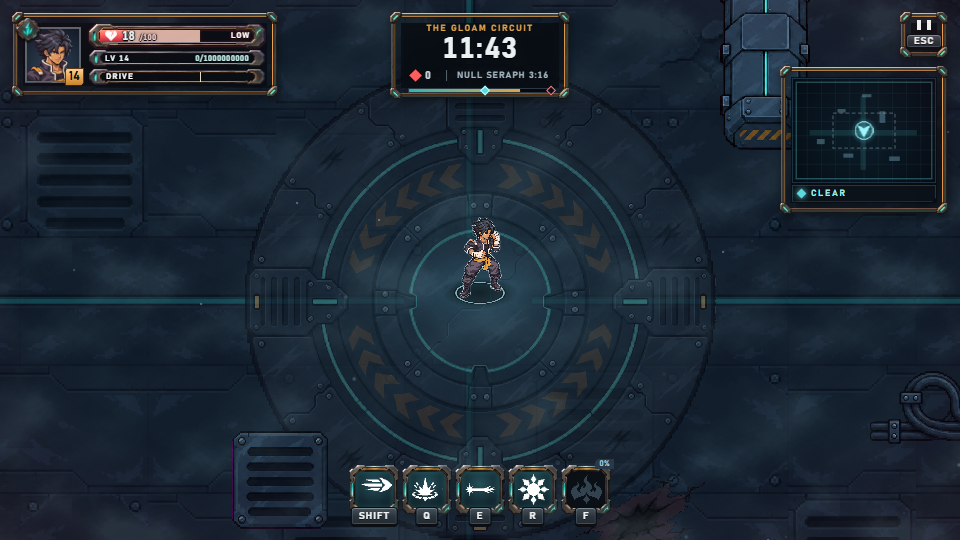 18 /100 LOW
LV 14 0/1000000000
14
DRIVE
THE GLOAM CIRCUIT
11:43
0 NULL SERAPH 3:16
ESC
CLEAR
0%
SHIFT Q E R F